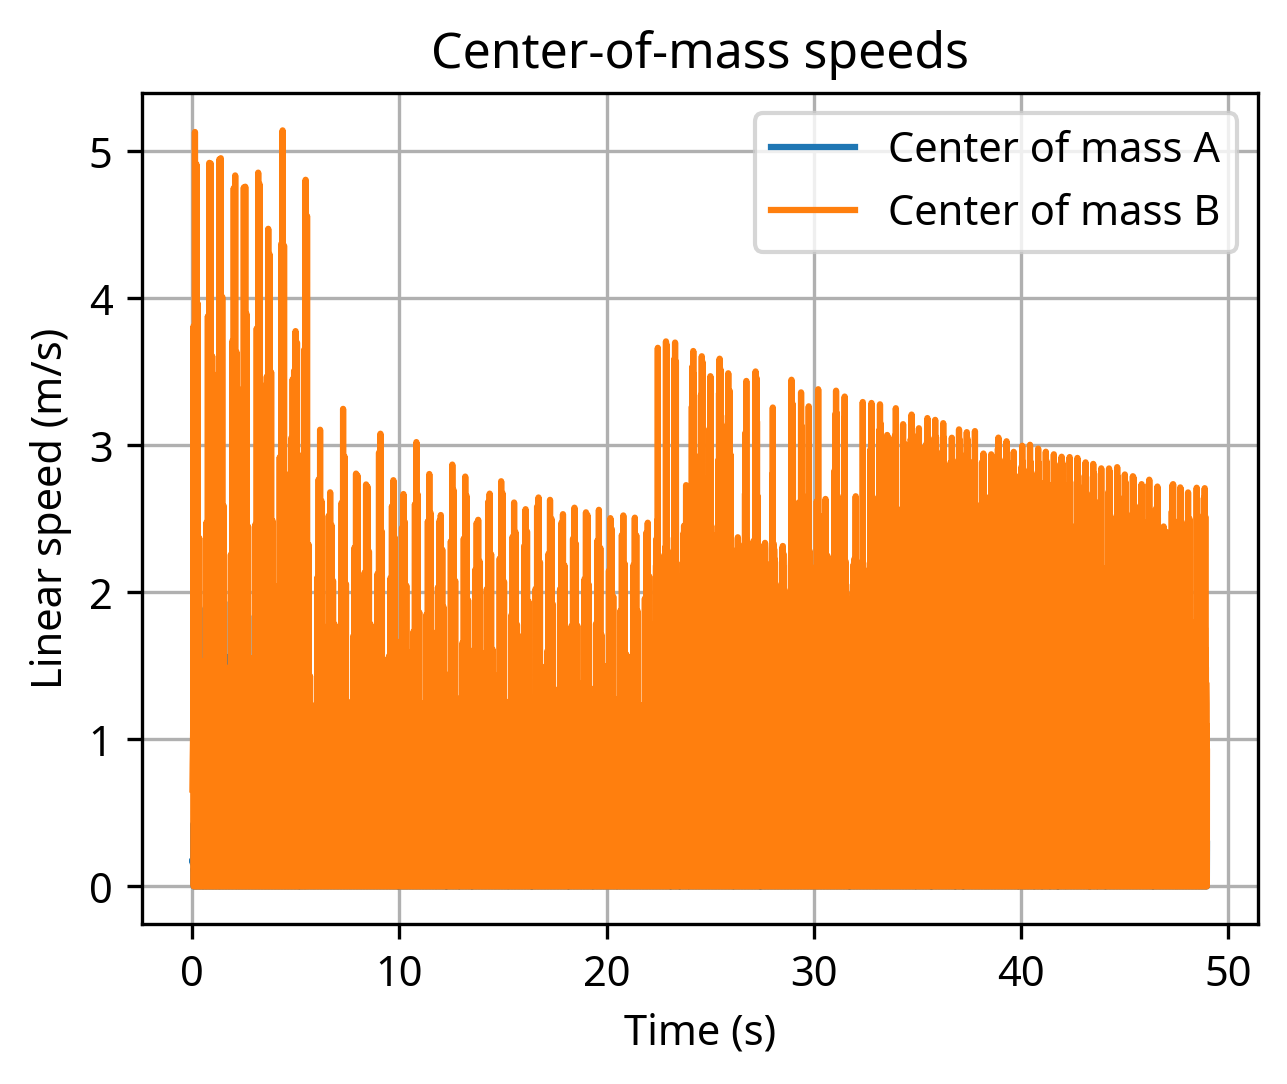 Center-of-mass speeds
Center of mass A
Center of mass B
Linear speed (m/s)
5
4
3
2
1
0
0 10 20 30 40 50
Time (s)